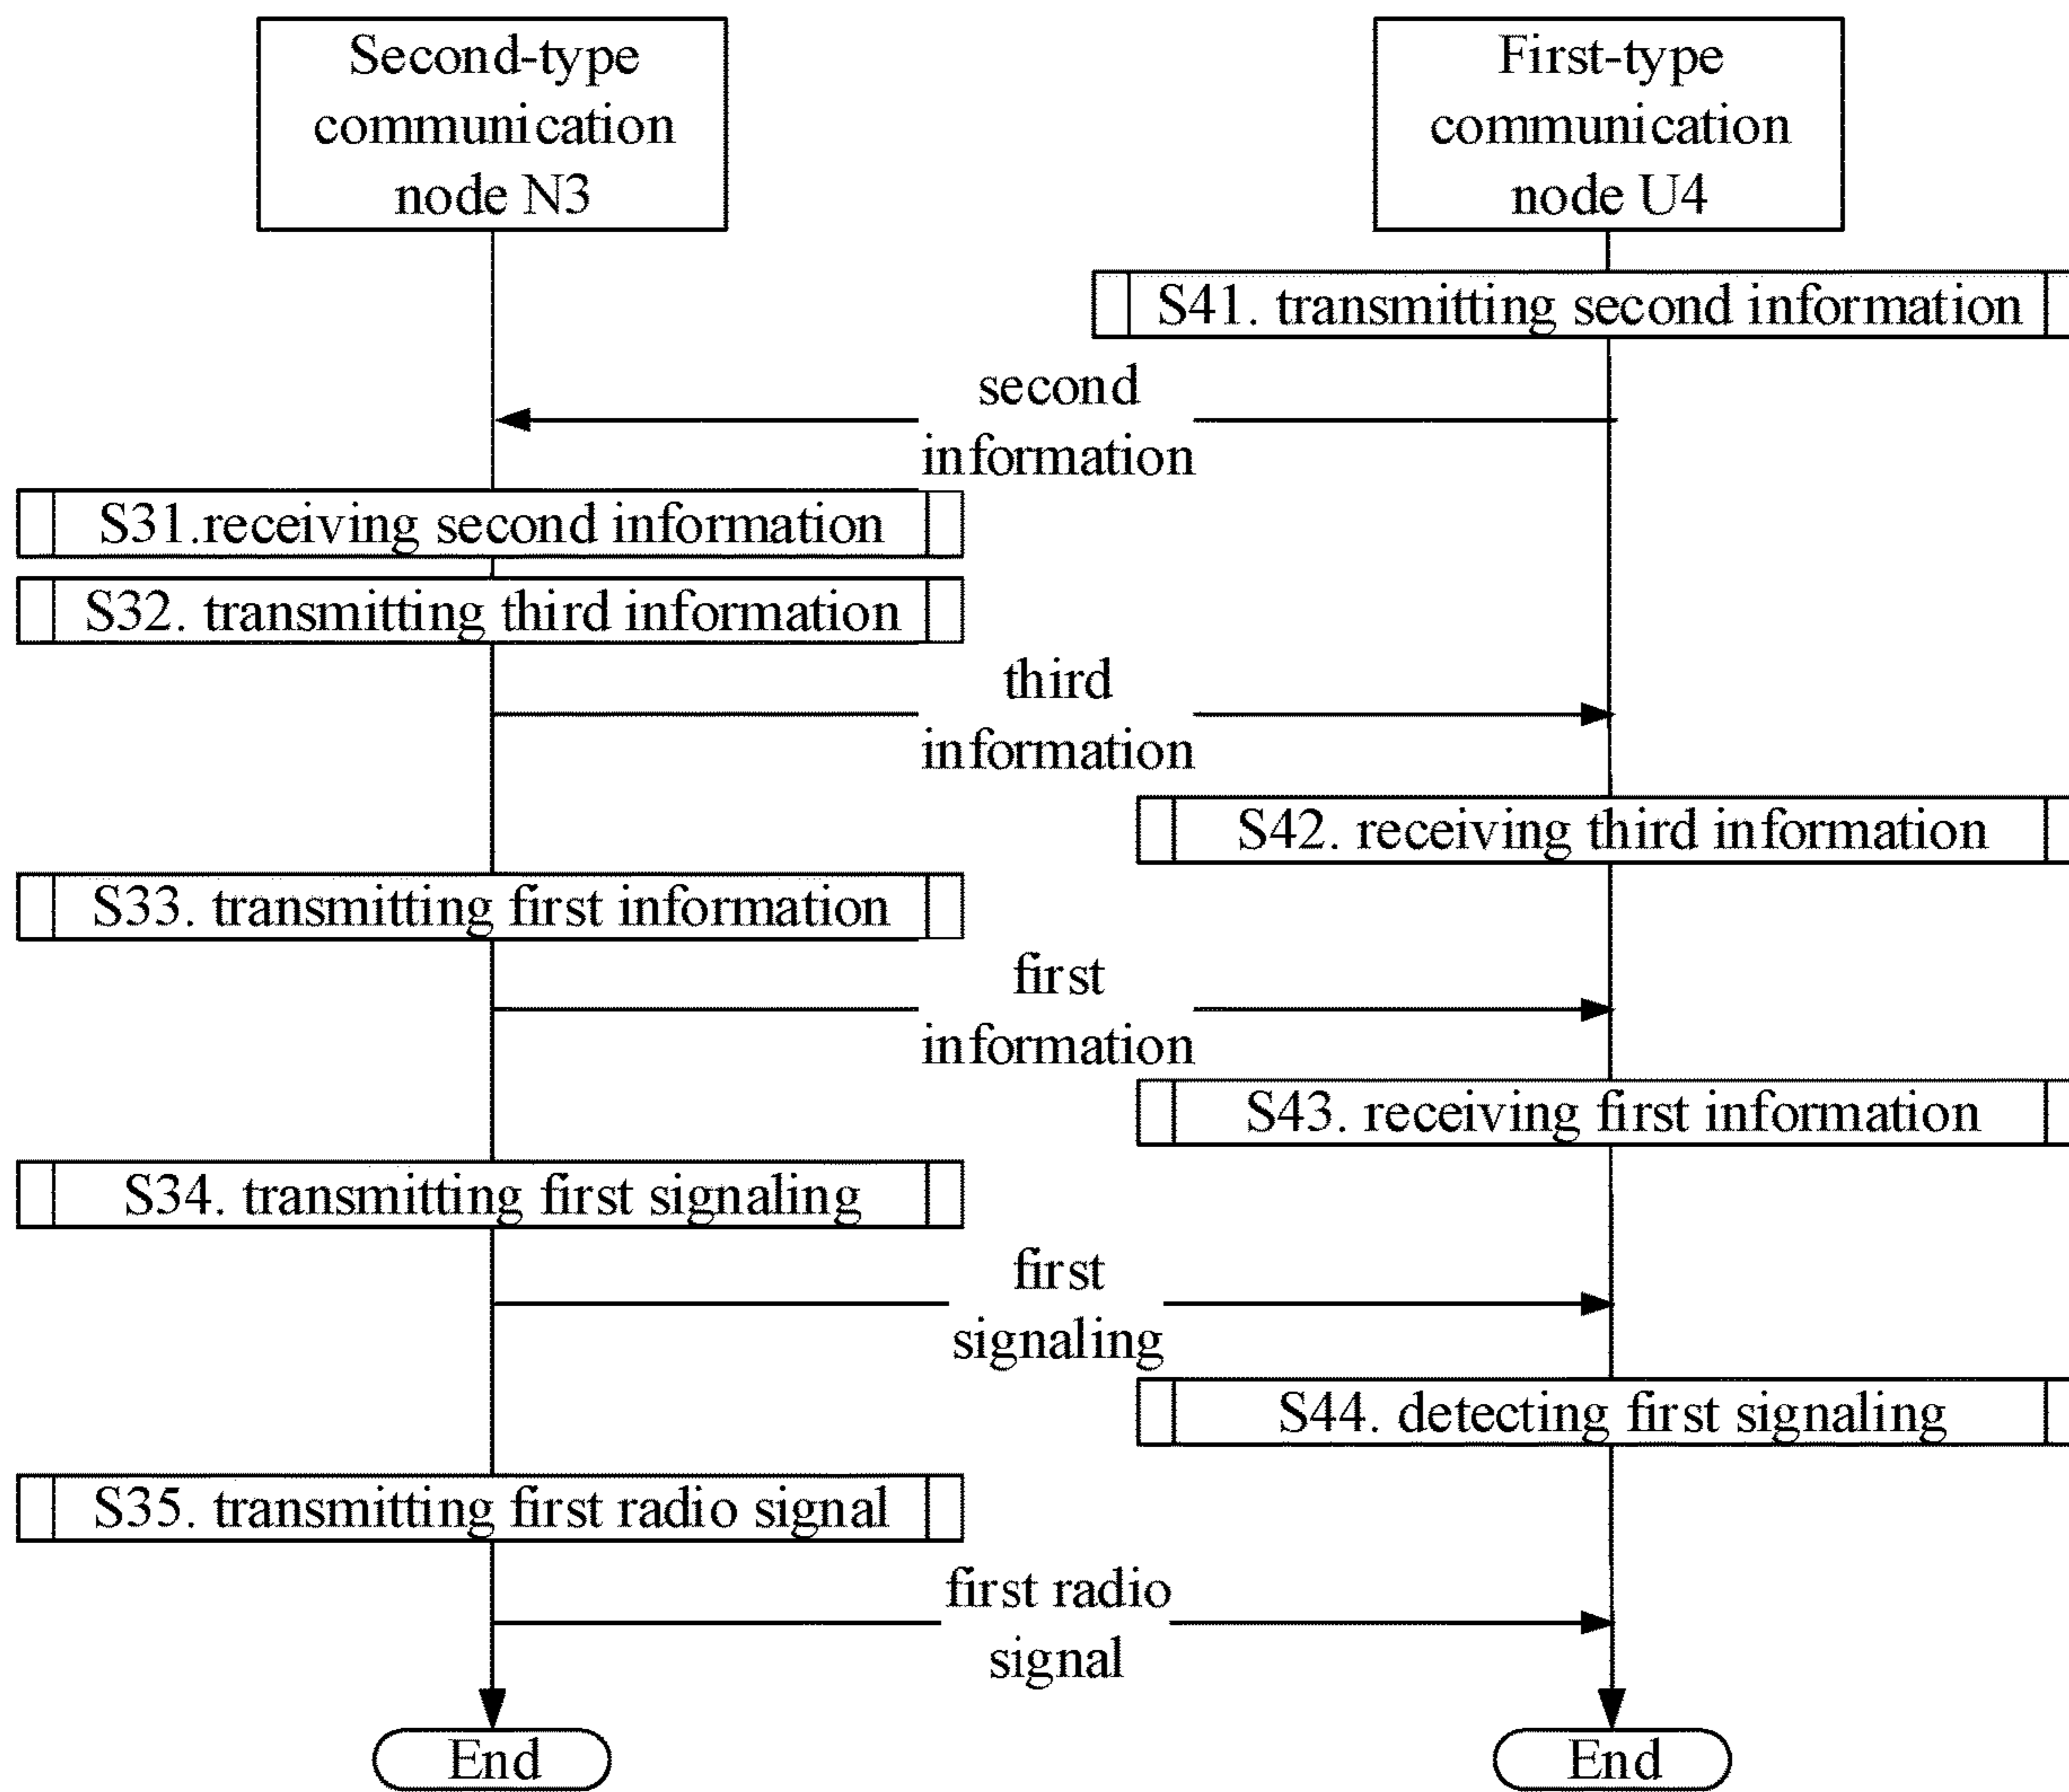 Second-type
communication
node N3
First-type
communication
node U4
S41. transmitting second information
second
information
S31.receiving second information
S32. transmitting third information
third
information
S42. receiving third information
S33. transmitting first information
first
information
S43. receiving first information
S34. transmitting first signaling
first
signaling
S44. detecting first signaling
S35. transmitting first radio signal
first radio
signal
End
End